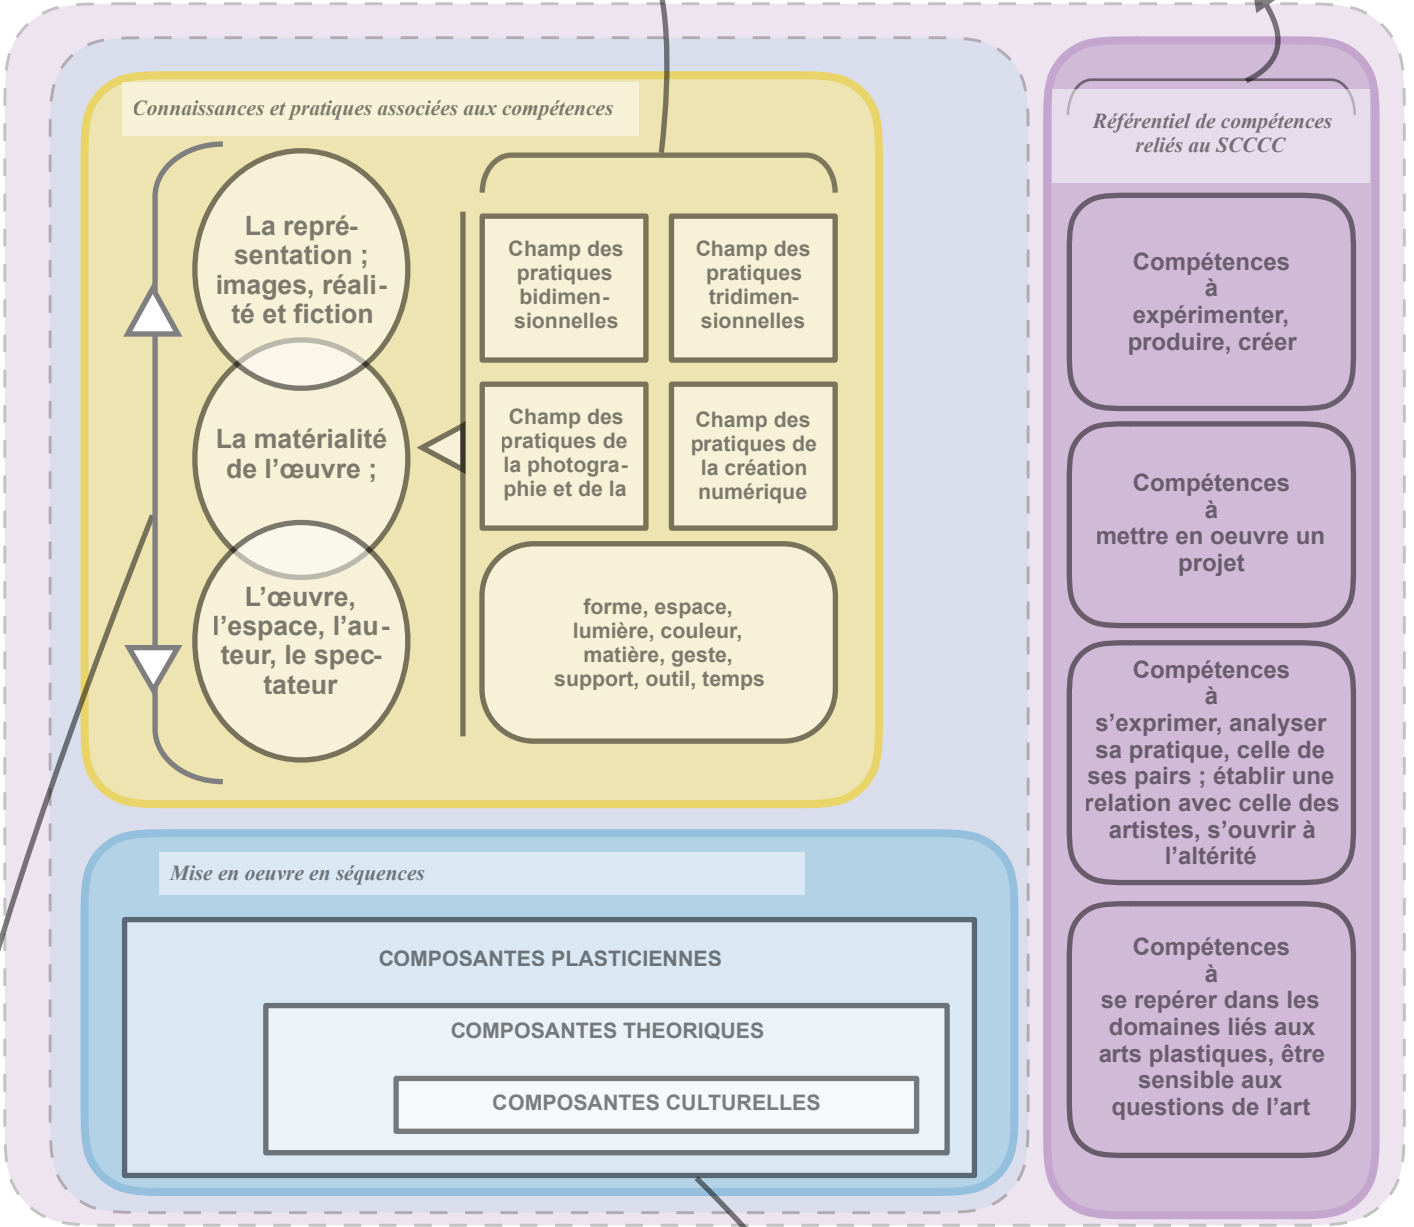 Connaissances et pratiques associées aux compétences
La repré-
sentation ;
images, réali-
té et fiction
La matérialité
de l'œuvre ;
L'œuvre,
l'espace, l'au-
teur, le spec-
tateur
Champ des
pratiques
bidimen-
sionnelles
Champ des
pratiques
tridimen-
sionnelles
Champ des
pratiques de
la photogra-
phie et de la
Champ des
pratiques de
la création
numérique
forme, espace,
lumière, couleur,
matière, geste,
support, outil, temps
Mise en oeuvre en séquences
COMPOSANTES PLASTICIENNES
COMPOSANTES THEORIQUES
COMPOSANTES CULTURELLES
Référentiel de compétences
reliés au SCCCC
Compétences
à
expérimenter,
produire, créer
Compétences
à
mettre en oeuvre un
projet
Compétences
à
s'exprimer, analyser
sa pratique, celle de
ses pairs ; établir une
relation avec celle des
artistes, s'ouvrir à
l'altérité
Compétences
à
se repérer dans les
domaines liés aux
arts plastiques, être
sensible aux
questions de l'art